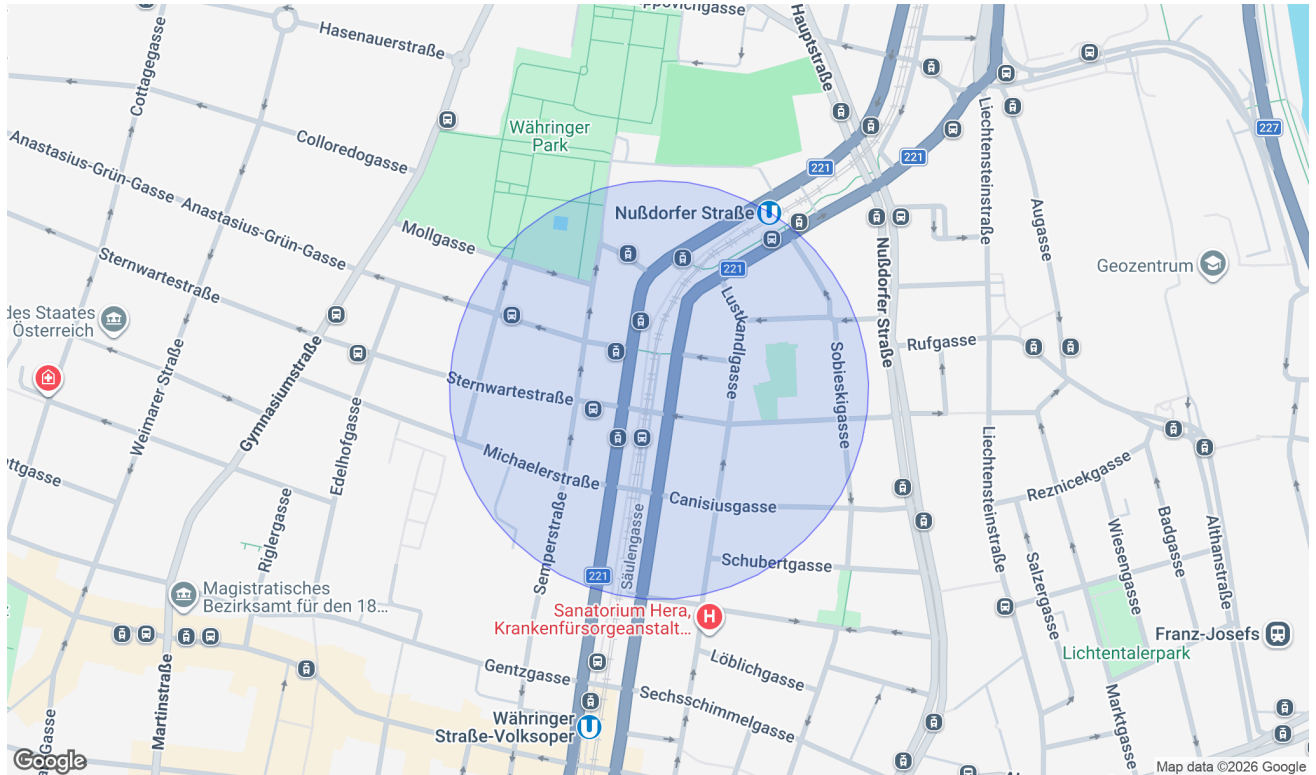 Cottagegasse
Hasenauerstraße
Hauptstraße
Währinger
Park
Colloredogasse
Anastasius-Grün-Gasse
Anastasius-Grün-Gasse
Liechtensteinstraße
221
221
227
Augasse
Mollgasse
Nußdorfer Straße
Nußdorfer Straße
Geozentrum
Sternwartestraße
221
des Staates
Österreich
Weimarer Straße
Gymnasiumstraße
Edelhofgasse
Lustkandlgasse
Sobieskigasse
Rufgasse
Sternwartestraße
Michaelerstraße
Canisiusgasse
Semperstraße
Säulengasse
Liechtensteinstraße
Reznicekgasse
Badgasse
Wiesengasse
Althanstraße
Salzergasse
Riglergasse
Schubertgasse
221
Magistratisches
Bezirksamt für den 18...
Sanatorium Hera,
Krankenfürsorgeanstalt...
Franz-Josefs
Lichtentalerpark
Martinstraße
Gentzgasse
Löblichgasse
Sechsschimmelgasse
Währinger
Straße-Volksoper
Marktgasse
Google
Map data ©2026 Google